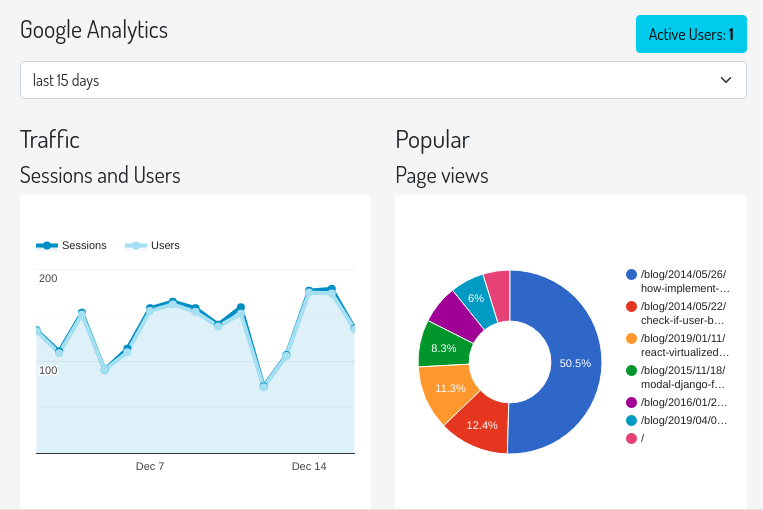 Google Analytics
Active Users: 1
last 15 days
Traffic
Sessions and Users
Sessions
Users
200
100
Dec 7
Dec 14
Popular
Page views
50.5%
12.4%
11.3%
8.3%
6%
/blog/2014/05/26/
how-implement-...
/blog/2014/05/22/
check-if-user-b...
/blog/2019/01/11/
react-virtualized...
/blog/2015/11/18/
modal-django-f...
/blog/2016/01/2...
/blog/2019/04/0...
/